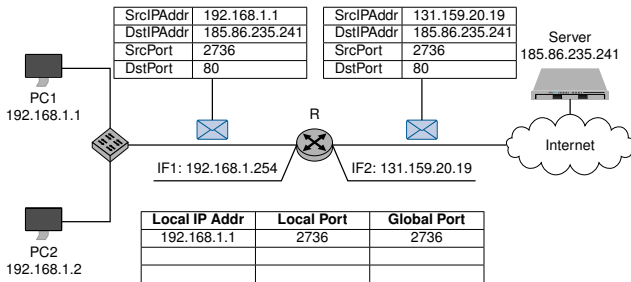 SrcIPAddr 192.168.1.1
DstIPAddr 185.86.235.241
SrcPort 2736
DstPort 80
SrcIPAddr 131.159.20.19
DstIPAddr 185.86.235.241
SrcPort 2736
DstPort 80
Server
185.86.235.241
PC1
192.168.1.1
R
Internet
IF1: 192.168.1.254
IF2: 131.159.20.19
PC2
192.168.1.2
Local IP Addr Local Port Global Port
192.168.1.1 2736 2736